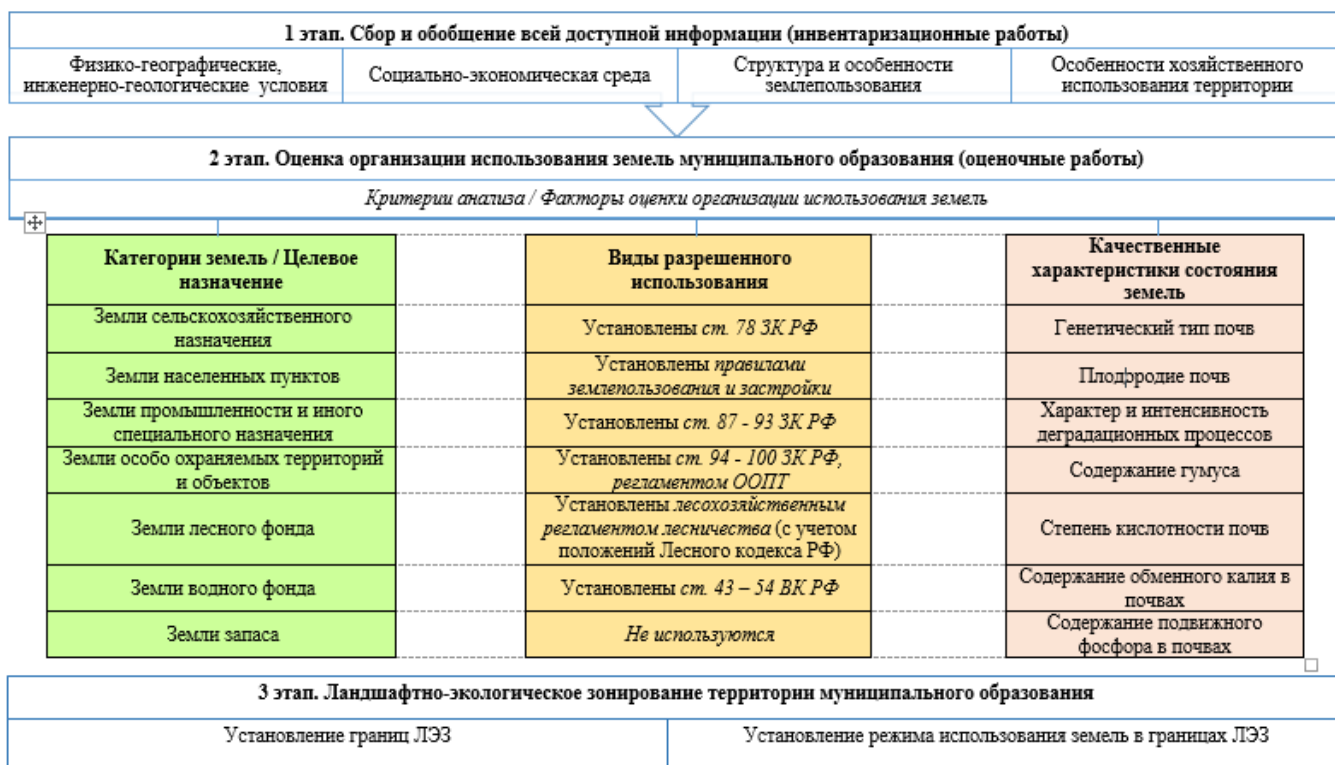 1 этап. Сбор и обобщение всей доступной информации (инвентаризационные работы)
Физико-географические,
инженерно-геологические условия
Социально-экономическая среда
Структура и особенности
землепользования
Особенности хозяйственного
использования территории
2 этап. Оценка организации использования земель муниципального образования (оценочные работы)
Критерии анализа / Факторы оценки организации использования земель
Категории земель / Целевое
назначение
Виды разрешенного
использования
Качественные
характеристики состояния
земель
Земли сельскохозяйственного
назначения
Установлены ст. 78 ЗК РФ
Генетический тип почв
Земли населенных пунктов
Установлены правилами
землепользования и застройки
Плодфродие почв
Земли промышленности и иного
специального назначения
Установлены ст. 87 - 93 ЗК РФ
Характер и интенсивность
деградационных процессов
Земли особо охраняемых территорий
и объектов
Установлены ст. 94 - 100 ЗК РФ,
регламентом ООПТ
Содержание гумуса
Земли лесного фонда
Установлены лесохозяйственным
регламентом лесничества (с учетом
положений Лесного кодекса РФ)
Степень кислотности почв
Земли водного фонда
Установлены ст. 43 – 54 ВК РФ
Содержание обменного калия в
почвах
Земли запаса
Не используются
Содержание подвижного
фосфора в почвах
3 этап. Ландшафтно-экологическое зонирование территории муниципального образования
Установление границ ЛЭЗ
Установление режима использования земель в границах ЛЭЗ